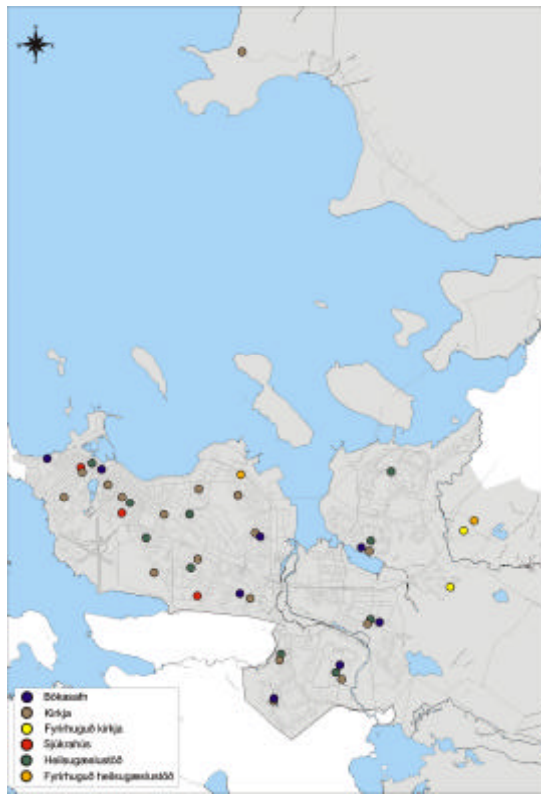 Bókasafn
Kirkja
Fyrirhuguð kirkja
Sjúkrahús
Heilsugæslustöð
Fyrirhuguð heilsugæslustöð